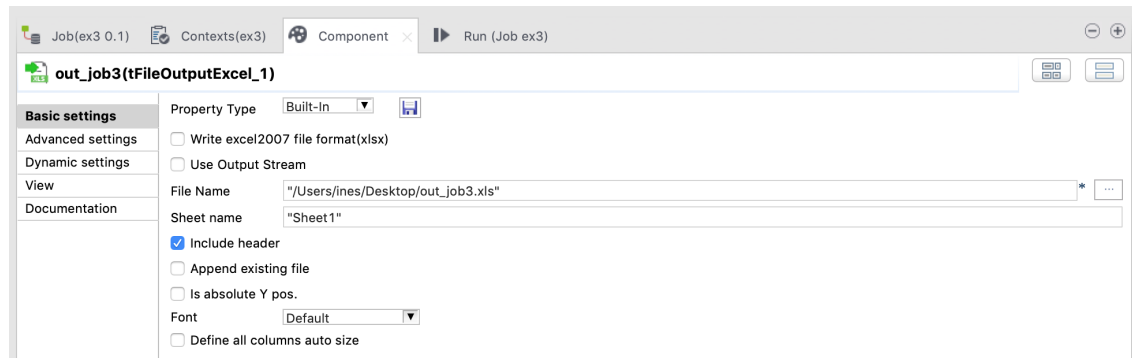 Job(ex3 0.1) Contexts(ex3) Component Run (Job ex3)
XLS out_job3(tFileOutputExcel_1)
Basic settings
Advanced settings
Dynamic settings
View
Documentation
Property Type Built-In
Write excel2007 file format(xlsx)
Use Output Stream
File Name "/Users/ines/Desktop/out_job3.xls" * ...
Sheet name "Sheet1"
Include header
Append existing file
Is absolute Y pos.
Font Default
Define all columns auto size